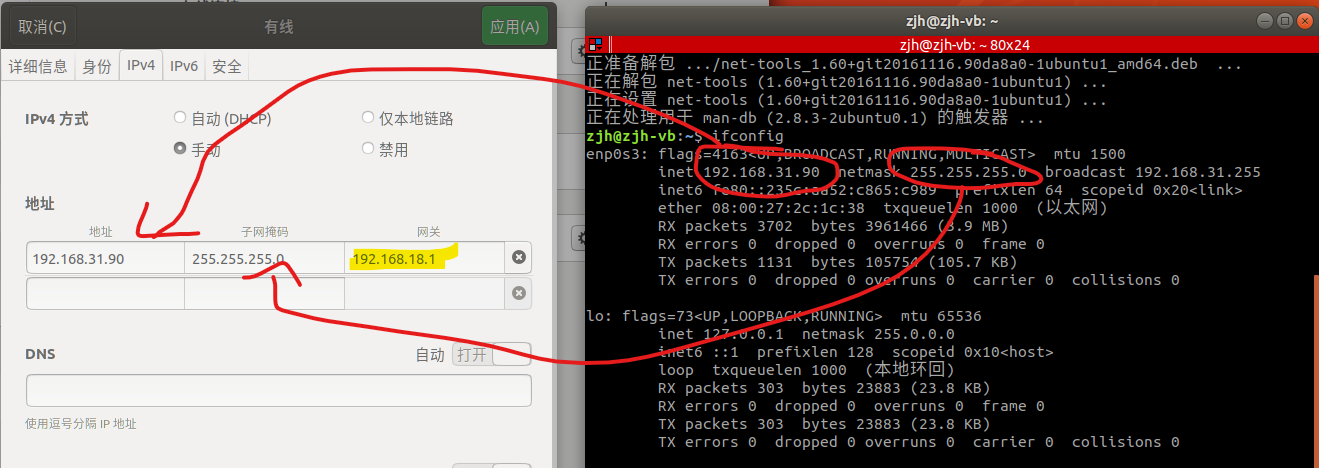 取消(C)
有线
应用(A)
详细信息
身份
IPv4
IPv6
安全
IPv4 方式
自动 (DHCP)
仅本地链路
手动
禁用
地址
地址
子网掩码
网关
192.168.31.90
255.255.255.0
192.168.18.1
DNS
自动
打开
使用逗号分隔 IP 地址
zjh@zjh-vb: ~
zjh@zjh-vb: ~ 80x24
正准备解包 .../net-tools_1.60+git20161116.90da8a0-1ubuntu1_amd64.deb ...
正在解包 net-tools (1.60+git20161116.90da8a0-1ubuntu1) ...
正在设置 net-tools (1.60+git20161116.90da8a0-1ubuntu1) ...
正在处理用于 man-db (2.8.3-2ubuntu0.1) 的触发器 ...
zjh@zjh-vb:~$ ifconfig
enp0s3: flags=4163<UP,BROADCAST,RUNNING,MULTICAST> mtu 1500
inet 192.168.31.90 netmask 255.255.255.0 broadcast 192.168.31.255
inet6 prefixlen 64 scopeid 0x20<link>
ether 08:00:27:2c:1c:38 txqueuelen 1000 (以太网)
RX packets 3702 bytes 3961466 (3.9 MB)
RX errors 0 dropped 0 overruns 0 frame 0
TX packets 1131 bytes 105754 (105.7 KB)
TX errors 0 dropped 0 overruns 0 carrier 0 collisions 0
lo: flags=73<UP,LOOPBACK,RUNNING> mtu 65536
inet 127.0.0.1 netmask 255.0.0.0
inet6 ::1 prefixlen 128 scopeid 0x10<host>
loop txqueuelen 1000 (本地环回)
RX packets 303 bytes 23883 (23.8 KB)
RX errors 0 dropped 0 overruns 0 frame 0
TX packets 303 bytes 23883 (23.8 KB)
TX errors 0 dropped 0 overruns 0 carrier 0 collisions 0